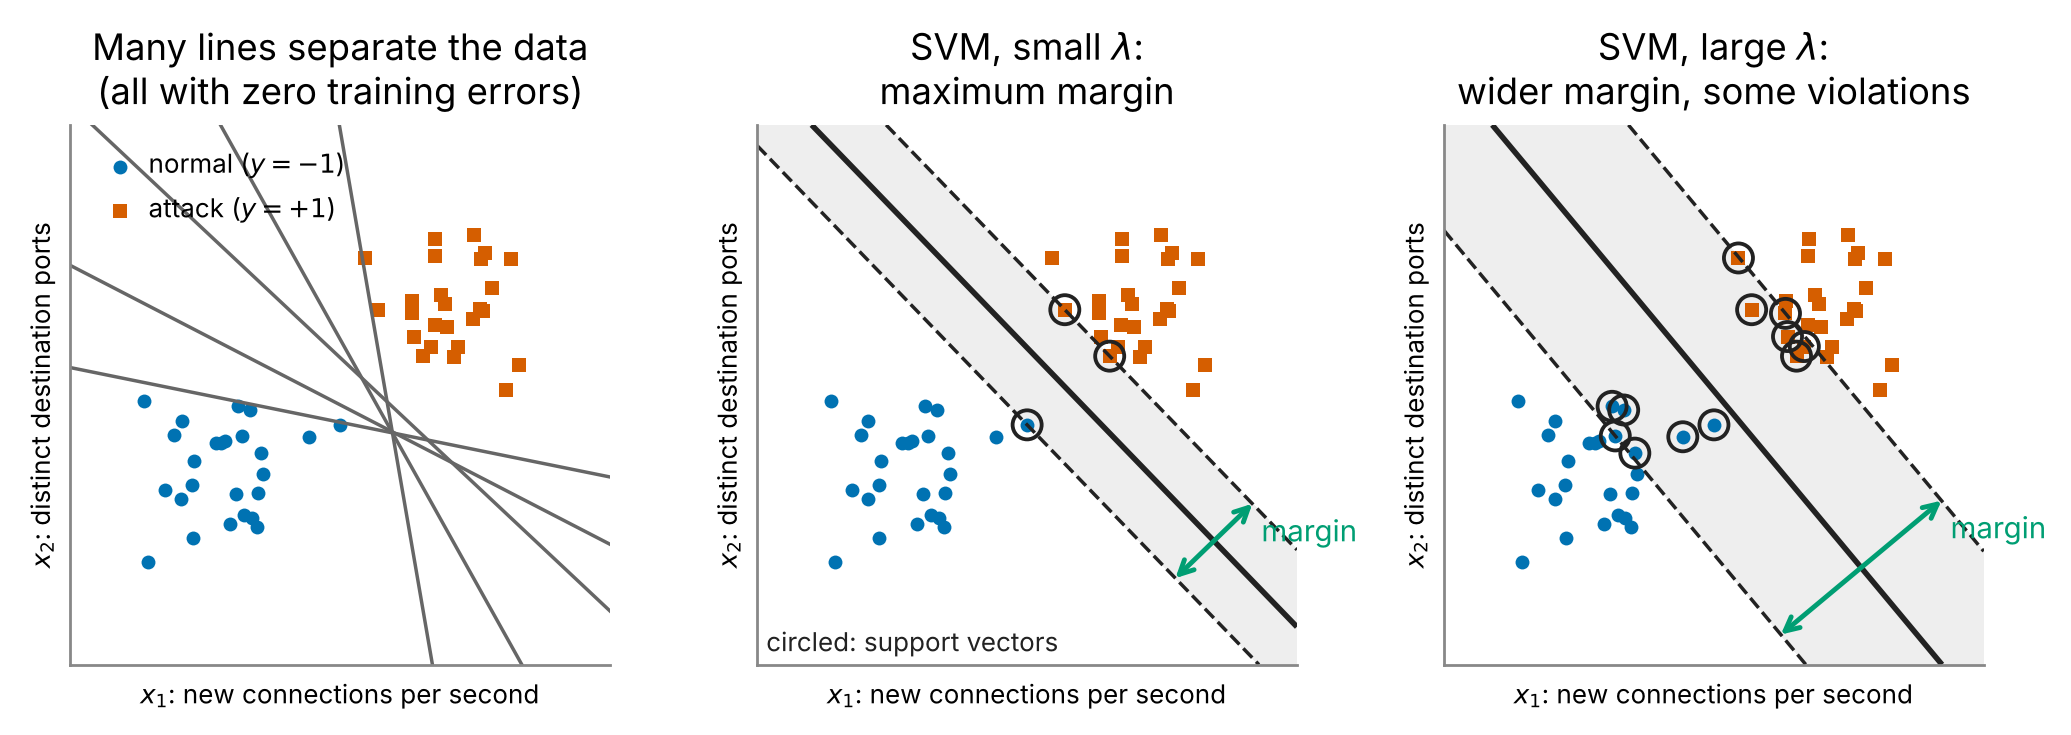 Many lines separate the data
(all with zero training errors)
normal (y = −1)
attack (y = +1)
x₂: distinct destination ports
x₁: new connections per second
SVM, small λ:
maximum margin
margin
circled: support vectors
x₂: distinct destination ports
x₁: new connections per second
SVM, large λ:
wider margin, some violations
margin
x₂: distinct destination ports
x₁: new connections per second